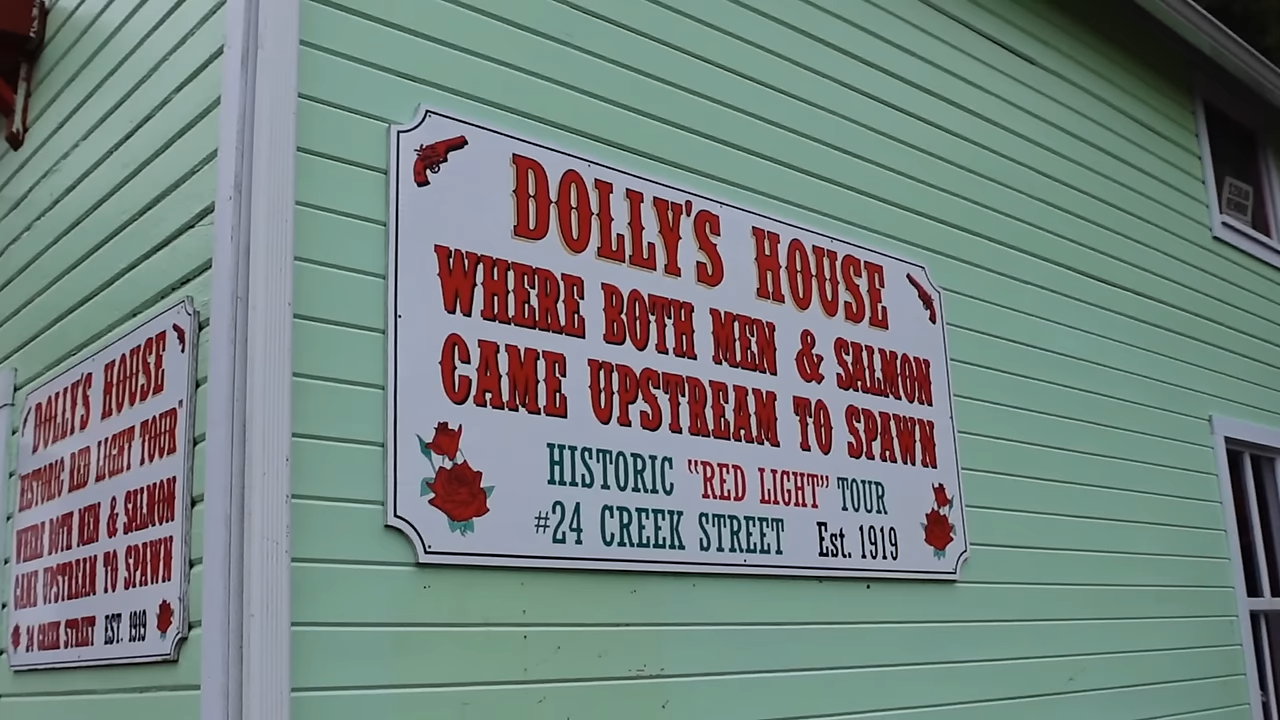 DOLLY'S HOUSE
WHERE BOTH MEN & SALMON
CAME UPSTREAM TO SPAWN
HISTORIC "RED LIGHT" TOUR
#24 CREEK STREET Est. 1919
"DOLLY'S HOUSE
HISTORIC RED LIGHT TOUR"
WHERE BOTH MEN & SALMON
CAME UPSTREAM TO SPAWN
24 CREEK STREET EST. 1919